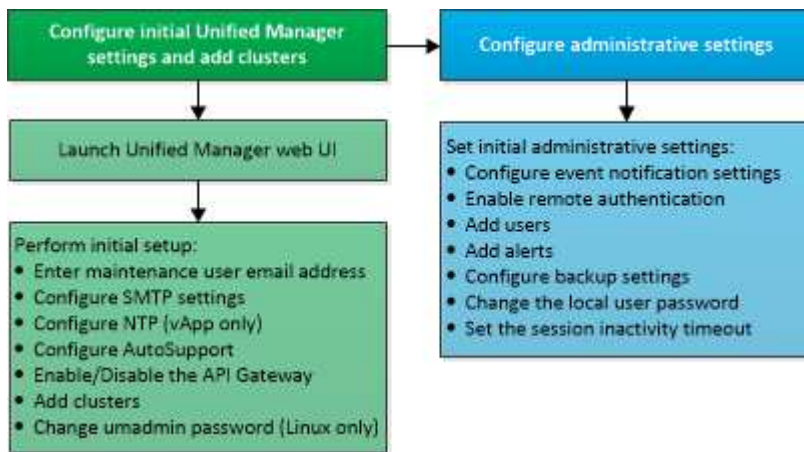 Configure initial Unified Manager
settings and add clusters
Configure administrative settings
Launch Unified Manager web UI
Perform initial setup:
• Enter maintenance user email address
• Configure SMTP settings
• Configure NTP (vApp only)
• Configure AutoSupport
• Enable/Disable the API Gateway
• Add clusters
• Change umadmin password (Linux only)
Set initial administrative settings:
• Configure event notification settings
• Enable remote authentication
• Add users
• Add alerts
• Configure backup settings
• Change the local user password
• Set the session inactivity timeout